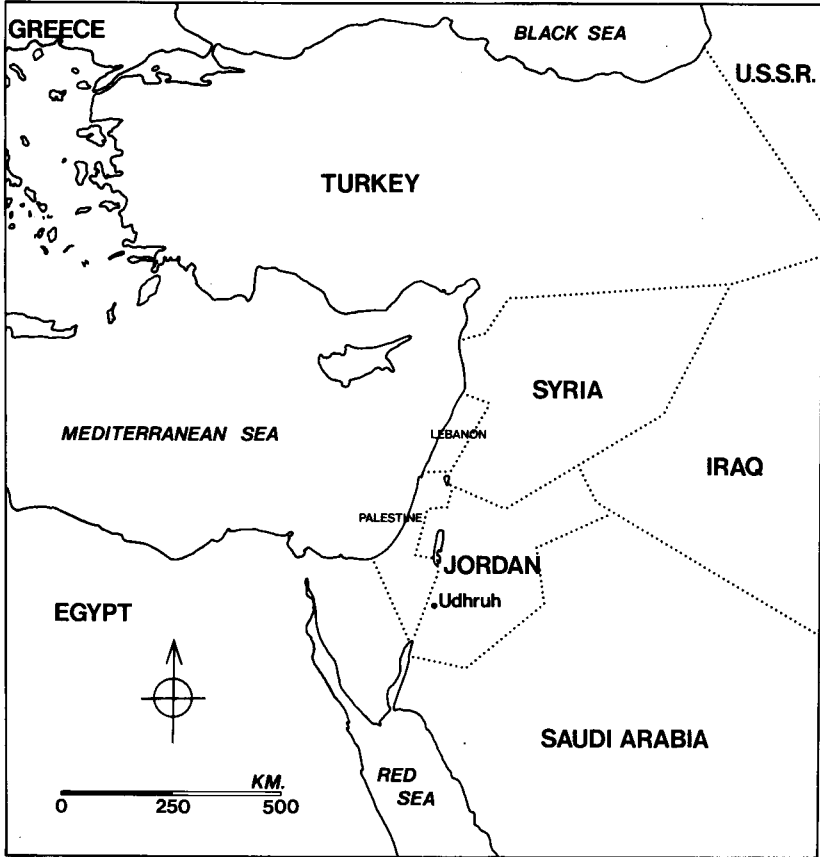 GREECE
BLACK SEA
U.S.S.R.
TURKEY
SYRIA
MEDITERRANEAN SEA
LEBANON
IRAQ
PALESTINE
JORDAN
Udhruh
EGYPT
SAUDI ARABIA
RED
SEA
KM.
0 250 500